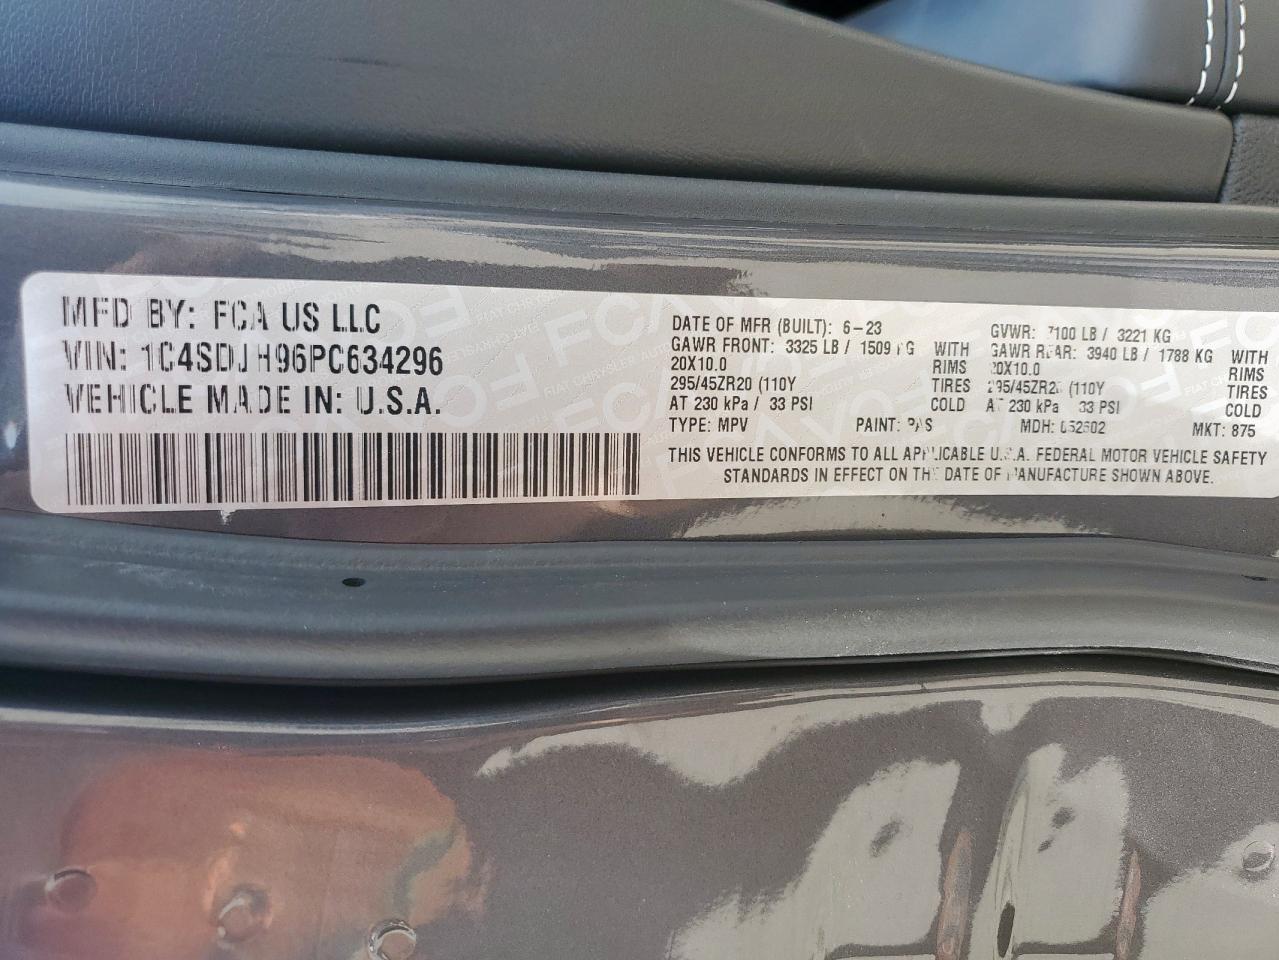 MFD BY: FCA US LLC
VIN: 1C4SDJH96PC634296
VEHICLE MADE IN: U.S.A.
DATE OF MFR (BUILT): 6-23
GAWR FRONT: 3325 LB / 1509 KG WITH
20X10.0 RIMS
295/45ZR20 (110Y TIRES
AT 230 kPa / 33 PSI COLD
GVWR: 7100 LB / 3221 KG
GAWR REAR: 3940 LB / 1788 KG WITH
20X10.0 RIMS
295/45ZR20 (110Y TIRES
AT 230 kPa 33 PSI COLD
TYPE: MPV PAINT: PAS MDH: 052602 MKT: 875
THIS VEHICLE CONFORMS TO ALL APPLICABLE U.S.A. FEDERAL MOTOR VEHICLE SAFETY
STANDARDS IN EFFECT ON THE DATE OF MANUFACTURE SHOWN ABOVE.